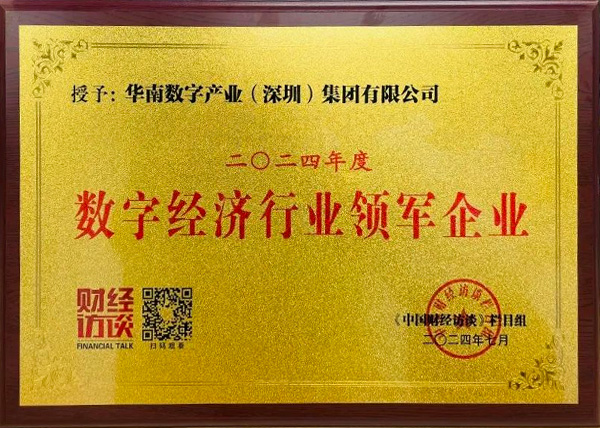 授予：华南数字产业（深圳）集团有限公司
二〇二四年度
数字经济行业领军企业
财经
访谈
FINANCIAL TALK
扫码观看
《中国财经访谈》栏目组
二〇二四年七月